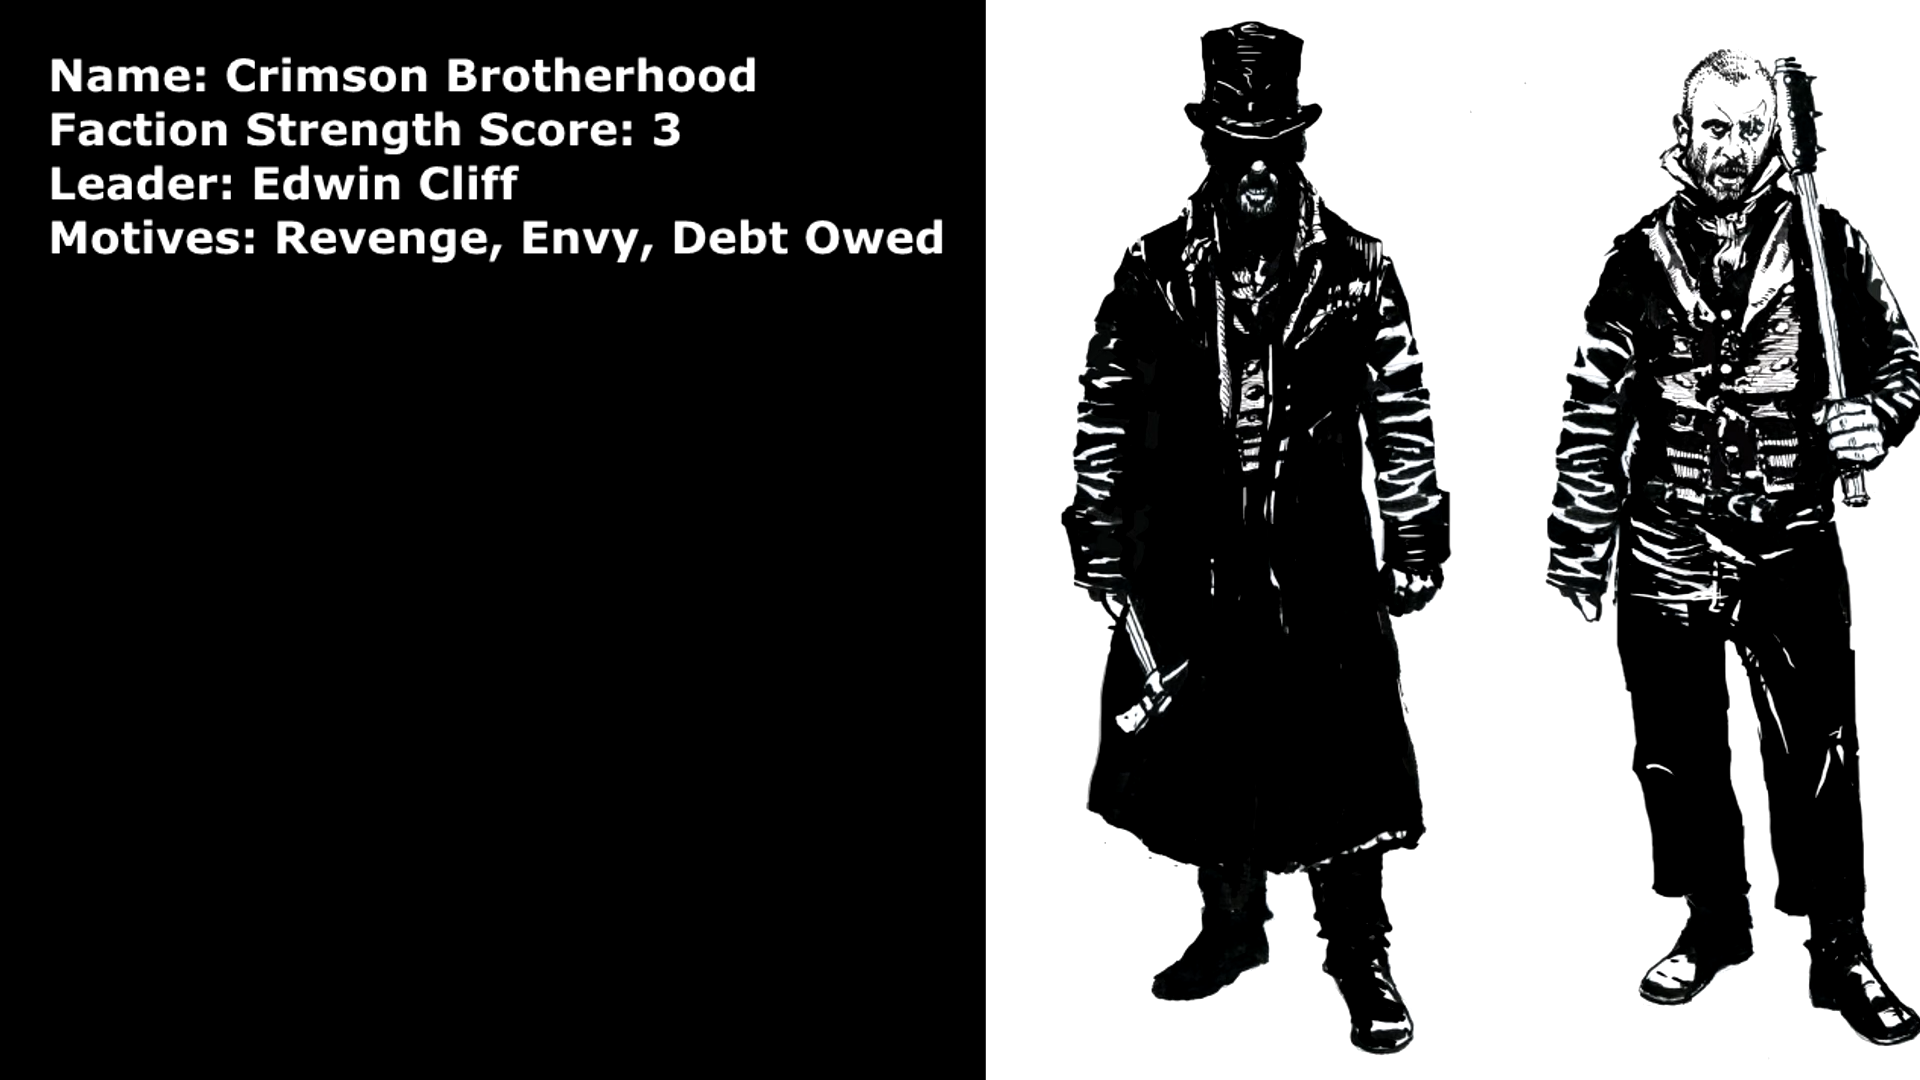 Name: Crimson Brotherhood
Faction Strength Score: 3
Leader: Edwin Cliff
Motives: Revenge, Envy, Debt Owed